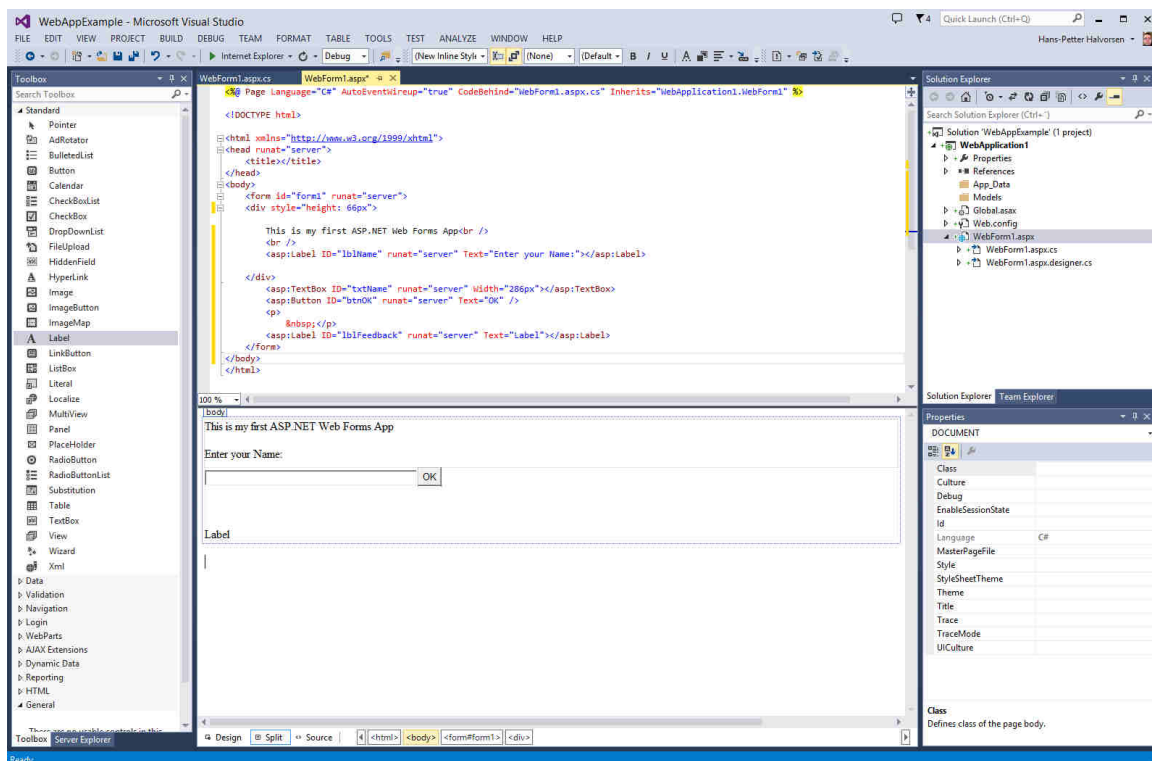 WebAppExample - Microsoft Visual Studio
4 Quick Launch (Ctrl+Q)
FILE EDIT VIEW PROJECT BUILD DEBUG TEAM FORMAT TABLE TOOLS TEST ANALYZE WINDOW HELP
Hans-Petter Halvorsen
Internet Explorer Debug (New Inline Style (None) (Default B I U A
Toolbox
Search Toolbox
Standard
Pointer
AdRotator
BulletedList
Button
Calendar
CheckBoxList
CheckBox
DropDownList
FileUpload
HiddenField
HyperLink
Image
ImageButton
ImageMap
Label
LinkButton
ListBox
Literal
Localize
MultiView
Panel
PlaceHolder
RadioButton
RadioButtonList
Substitution
Table
TextBox
View
Wizard
Xml
Data
Validation
Navigation
Login
WebParts
AJAX Extensions
Dynamic Data
Reporting
HTML
General
There are no usable controls in this
Toolbox Server Explorer
WebForm1.aspx.cs WebForm1.aspx*
<%@ Page Language="C#" AutoEventWireup="true" CodeBehind="WebForm1.aspx.cs" Inherits="WebApplication1.WebForm1" %>
<!DOCTYPE html>
<html xmlns="http://www.w3.org/1999/xhtml">
<head runat="server">
<title></title>
</head>
<body>
<form id="form1" runat="server">
<div style="height: 66px">
This is my first ASP.NET Web Forms App<br />
<br />
<asp:Label ID="lblName" runat="server" Text="Enter your Name:"></asp:Label>
</div>
<asp:TextBox ID="txtName" runat="server" Width="286px"></asp:TextBox>
<asp:Button ID="btnOK" runat="server" Text="OK" />
<p>
&nbsp;</p>
<asp:Label ID="lblFeedback" runat="server" Text="Label"></asp:Label>
</form>
</body>
</html>
100 %
body
This is my first ASP.NET Web Forms App
Enter your Name:
OK
Label
Design Split Source <html> <body> <form#form1> <div>
Solution Explorer
Search Solution Explorer (Ctrl+¨)
Solution 'WebAppExample' (1 project)
WebApplication1
Properties
References
App_Data
Models
Global.asax
Web.config
WebForm1.aspx
WebForm1.aspx.cs
WebForm1.aspx.designer.cs
Solution Explorer Team Explorer
Properties
DOCUMENT
Class
Culture
Debug
EnableSessionState
Id
Language C#
MasterPageFile
Style
StyleSheetTheme
Theme
Title
Trace
TraceMode
UICulture
Class
Defines class of the page body.
Ready